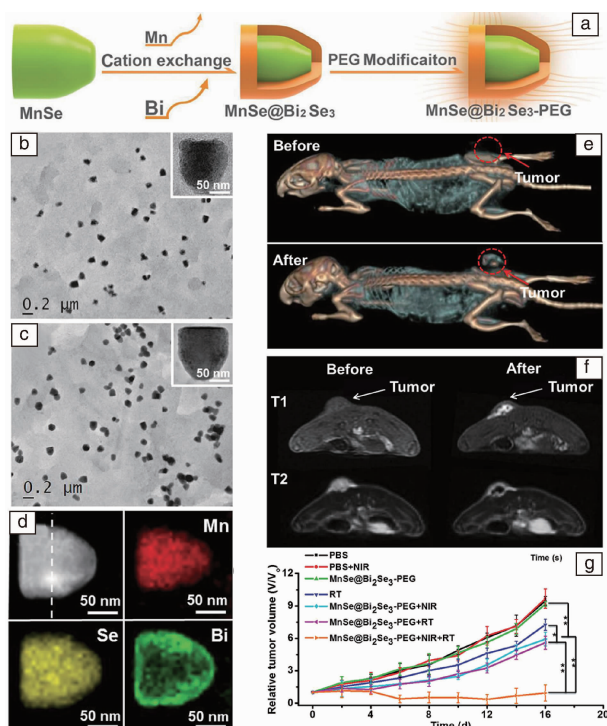 a
Mn
Cation exchange
PEG Modificaiton
Bi
MnSe
MnSe@Bi₂Se₃
MnSe@Bi₂Se₃-PEG
b
50 nm
0.2 µm
c
50 nm
0.2 µm
d
Mn
50 nm
50 nm
Se
Bi
50 nm
50 nm
e
Before
Tumor
After
Tumor
f
Before
After
Tumor
Tumor
T1
T2
g
Time (s)
PBS
PBS+NIR
MnSe@Bi₂Se₃-PEG
RT
MnSe@Bi₂Se₃-PEG+NIR
MnSe@Bi₂Se₃-PEG+RT
MnSe@Bi₂Se₃-PEG+NIR+RT
Relative tumor volume (V/V₀)
12
9
6
3
0
*
**
**
**
0
4
8
12
16
20
Time (d)